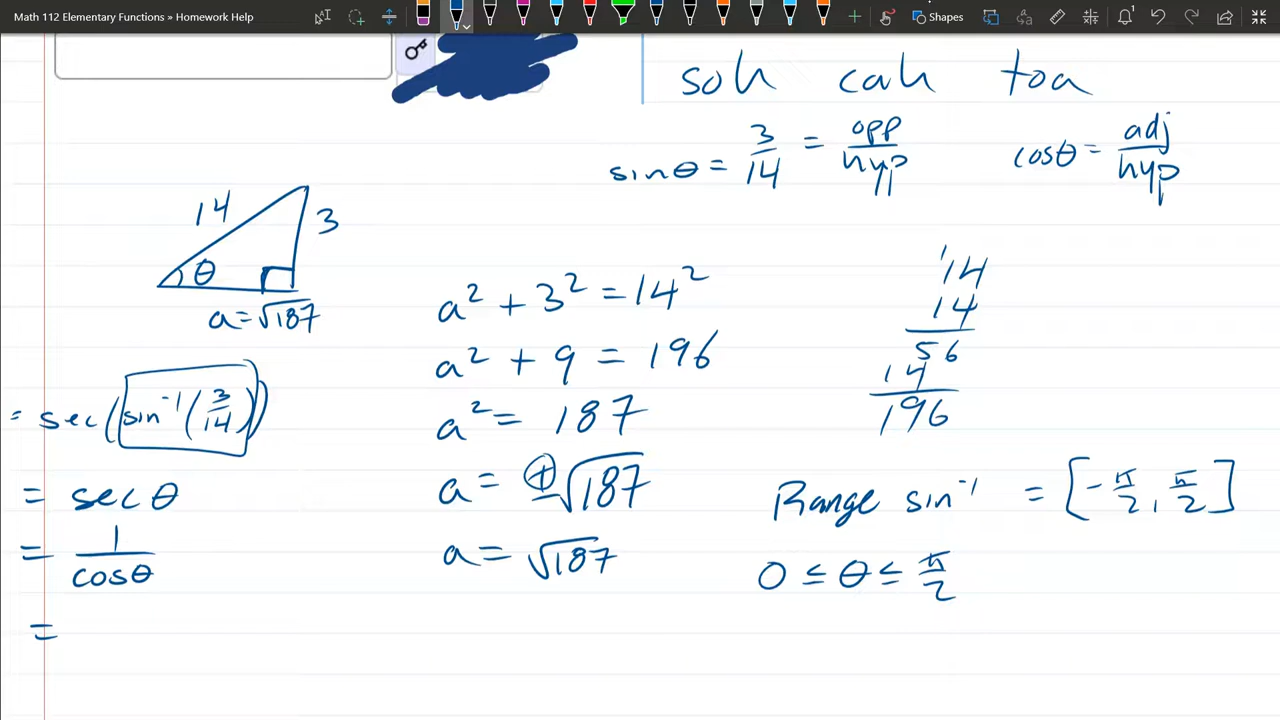 Math 112 Elementary Functions » Homework Help
Shapes
soh cah toa
sinθ = 3/14 = opp/hyp
cosθ = adj/hyp
14
3
θ
a = √187
a² + 3² = 14²
a² + 9 = 196
a² = 187
a = ±√187
a = √187
1
14
14
56
14
196
= sec(sin⁻¹(3/14))
= secθ
= 1/cosθ
=
Range sin⁻¹ = [-π/2, π/2]
0 ≤ θ ≤ π/2